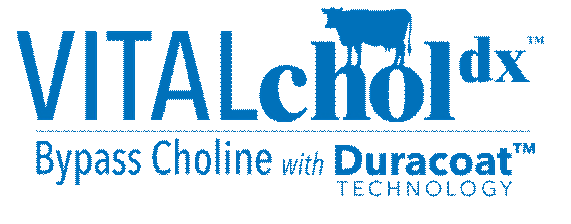 VITALcholdx™
Bypass Choline with Duracoat™
TECHNOLOGY